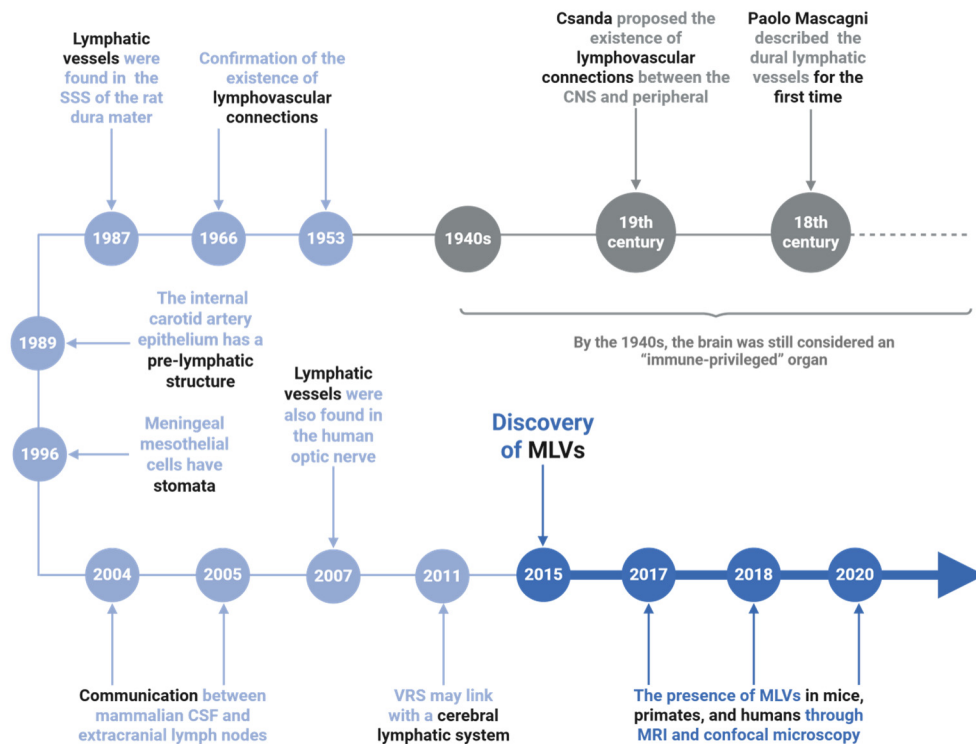 Lymphatic
vessels were
found in the
SSS of the rat
dura mater
Confirmation of the
existence of
lymphovascular
connections
Csanda proposed the
existence of
lymphovascular
connections between the
CNS and peripheral
Paolo Mascagni
described the
dural lymphatic
vessels for the
first time
1987
1966
1953
1940s
19th
century
18th
century
By the 1940s, the brain was still considered an
“immune-privileged” organ
1989
The internal
carotid artery
epithelium has a
pre-lymphatic
structure
1996
Meningeal
mesothelial
cells have
stomata
Lymphatic
vessels were
also found in
the human
optic nerve
Discovery
of MLVs
2004
2005
2007
2011
2015
2017
2018
2020
Communication between
mammalian CSF and
extracranial lymph nodes
VRS may link
with a cerebral
lymphatic system
The presence of MLVs in mice,
primates, and humans through
MRI and confocal microscopy